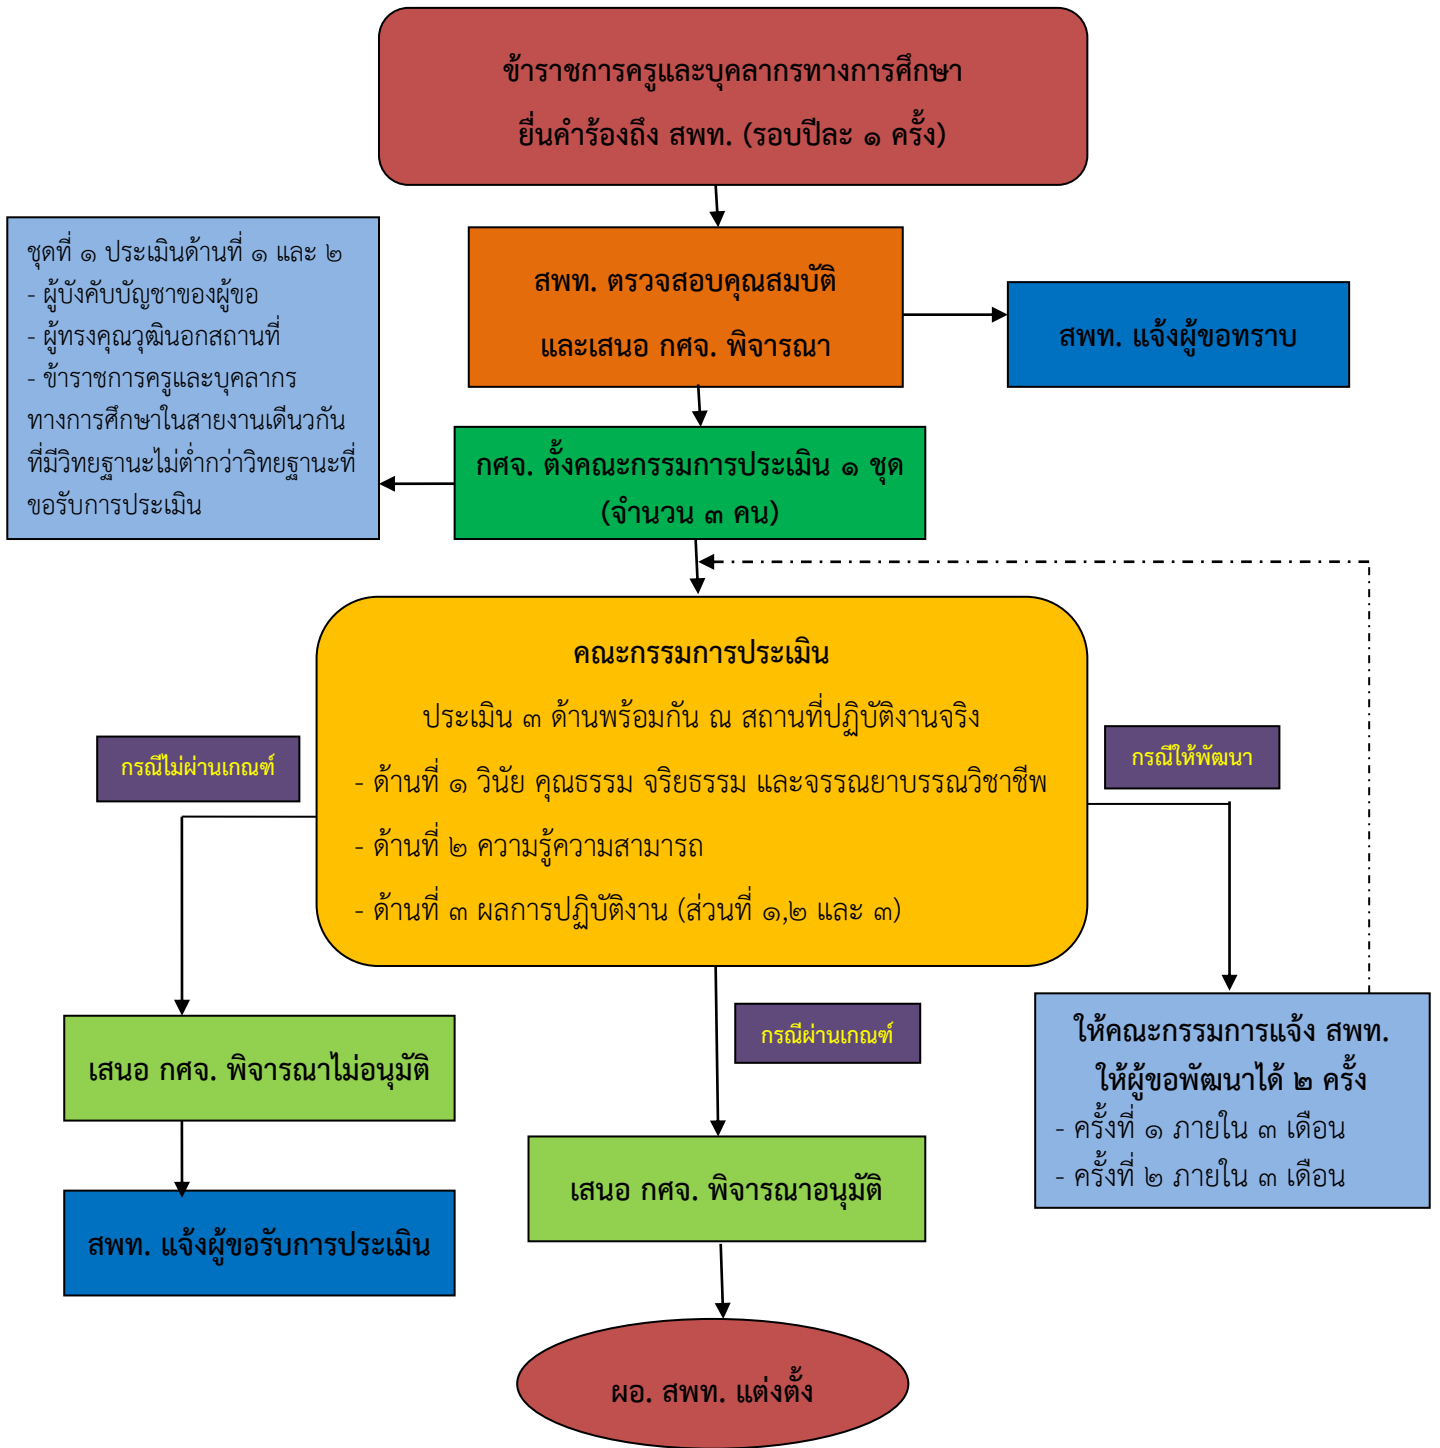 ข้าราชการครูและบุคลากรทางการศึกษา
ยื่นคำร้องถึง สพท. (รอบปีละ ๑ ครั้ง)
ชุดที่ ๑ ประเมินด้านที่ ๑ และ ๒
- ผู้บังคับบัญชาของผู้ขอ
- ผู้ทรงคุณวุฒินอกสถานที่
- ข้าราชการครูและบุคลากร
ทางการศึกษาในสายงานเดีนวกัน
ที่มีวิทยฐานะไม่ต่ำกว่าวิทยฐานะที่
ขอรับการประเมิน
สพท. ตรวจสอบคุณสมบัติ
และเสนอ กศจ. พิจารณา
สพท. แจ้งผู้ขอทราบ
กศจ. ตั้งคณะกรรมการประเมิน ๑ ชุด
(จำนวน ๓ คน)
คณะกรรมการประเมิน
ประเมิน ๓ ด้านพร้อมกัน ณ สถานที่ปฏิบัติงานจริง
- ด้านที่ ๑ วินัย คุณธรรม จริยธรรม และจรรณยาบรรณวิชาชีพ
- ด้านที่ ๒ ความรู้ความสามารถ
- ด้านที่ ๓ ผลการปฏิบัติงาน (ส่วนที่ ๑,๒ และ ๓)
กรณีไม่ผ่านเกณฑ์
กรณีให้พัฒนา
กรณีผ่านเกณฑ์
เสนอ กศจ. พิจารณาไม่อนุมัติ
สพท. แจ้งผู้ขอรับการประเมิน
เสนอ กศจ. พิจารณาอนุมัติ
ให้คณะกรรมการแจ้ง สพท.
ให้ผู้ขอพัฒนาได้ ๒ ครั้ง
- ครั้งที่ ๑ ภายใน ๓ เดือน
- ครั้งที่ ๒ ภายใน ๓ เดือน
ผอ. สพท. แต่งตั้ง